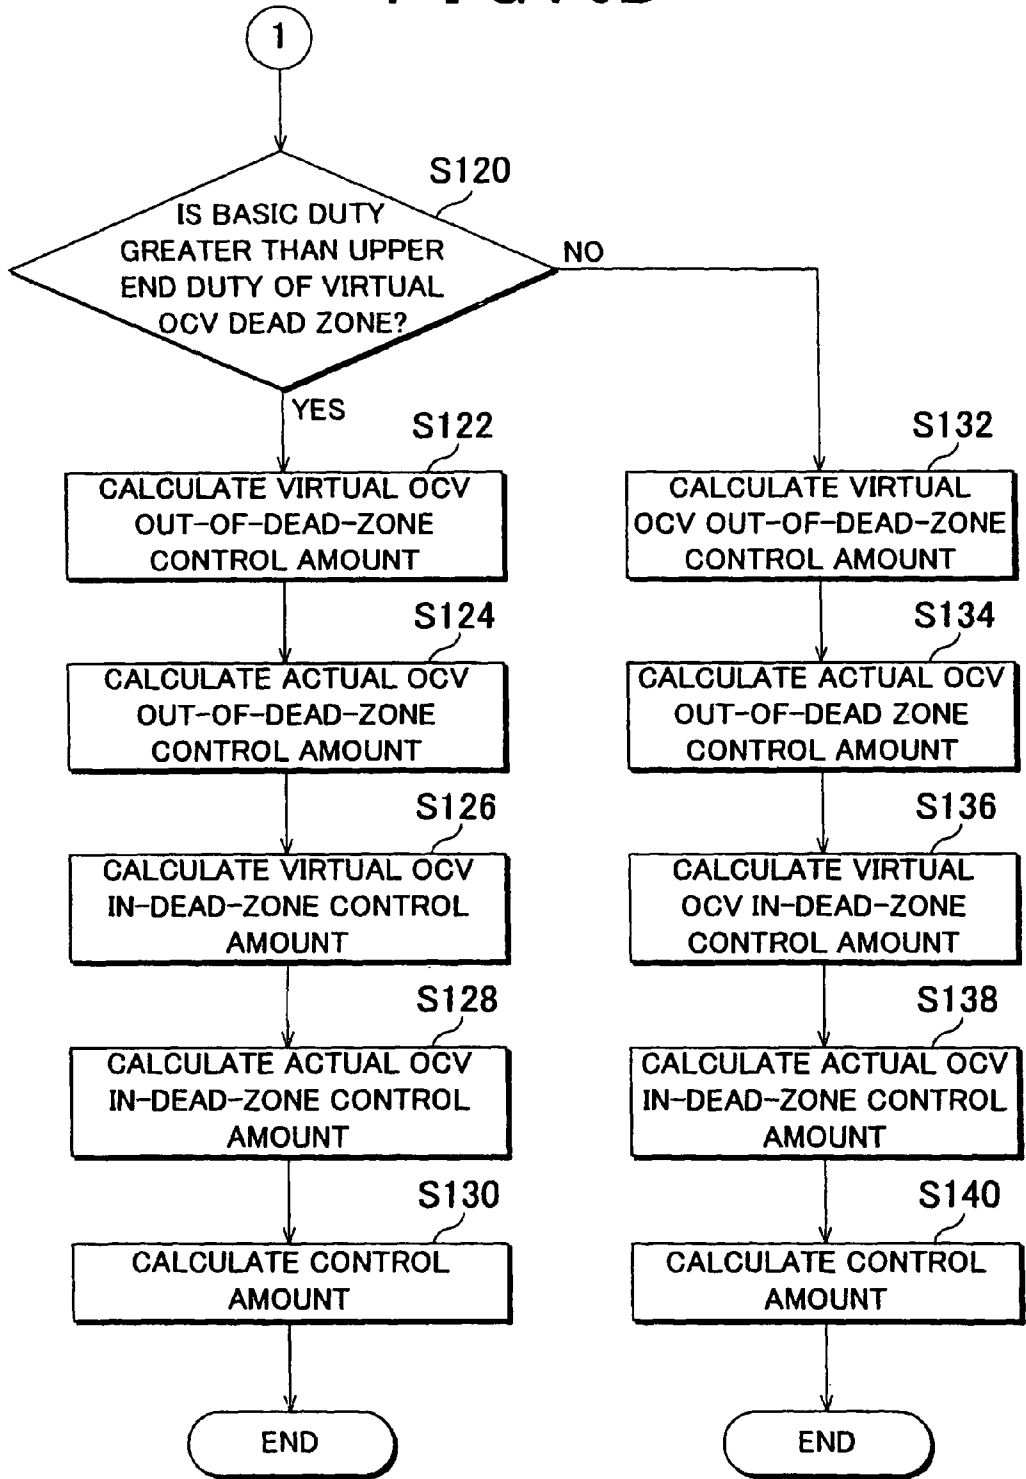 1
S120
IS BASIC DUTY
GREATER THAN UPPER
END DUTY OF VIRTUAL
OCV DEAD ZONE?
NO
YES
S122
CALCULATE VIRTUAL OCV
OUT-OF-DEAD-ZONE
CONTROL AMOUNT
S124
CALCULATE ACTUAL OCV
OUT-OF-DEAD-ZONE
CONTROL AMOUNT
S126
CALCULATE VIRTUAL OCV
IN-DEAD-ZONE CONTROL
AMOUNT
S128
CALCULATE ACTUAL OCV
IN-DEAD-ZONE CONTROL
AMOUNT
S130
CALCULATE CONTROL
AMOUNT
END
S132
CALCULATE VIRTUAL
OCV OUT-OF-DEAD-ZONE
CONTROL AMOUNT
S134
CALCULATE ACTUAL OCV
OUT-OF-DEAD ZONE
CONTROL AMOUNT
S136
CALCULATE VIRTUAL
OCV IN-DEAD-ZONE
CONTROL AMOUNT
S138
CALCULATE ACTUAL OCV
IN-DEAD-ZONE CONTROL
AMOUNT
S140
CALCULATE CONTROL
AMOUNT
END